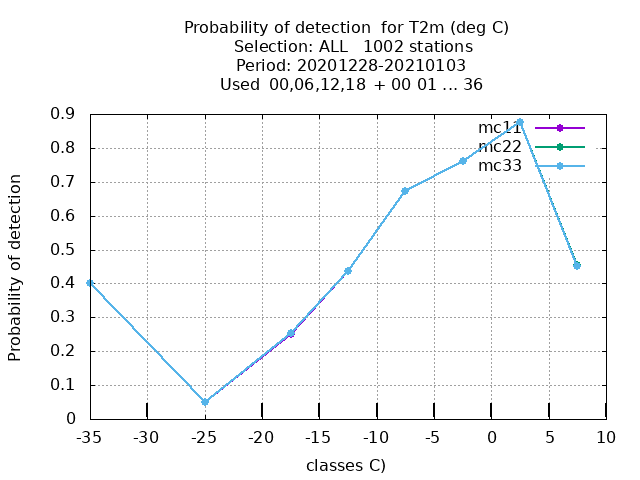 Probability of detection  for T2m (deg C)
Selection: ALL   1002 stations
Period: 20201228-20210103
Used  00,06,12,18  + 00 01 ... 36
Probability of detection
0.9
0.8
0.7
0.6
0.5
0.4
0.3
0.2
0.1
0
mc11
mc22
mc33
-35 -30 -25 -20 -15 -10 -5 0 5 10
classes C)